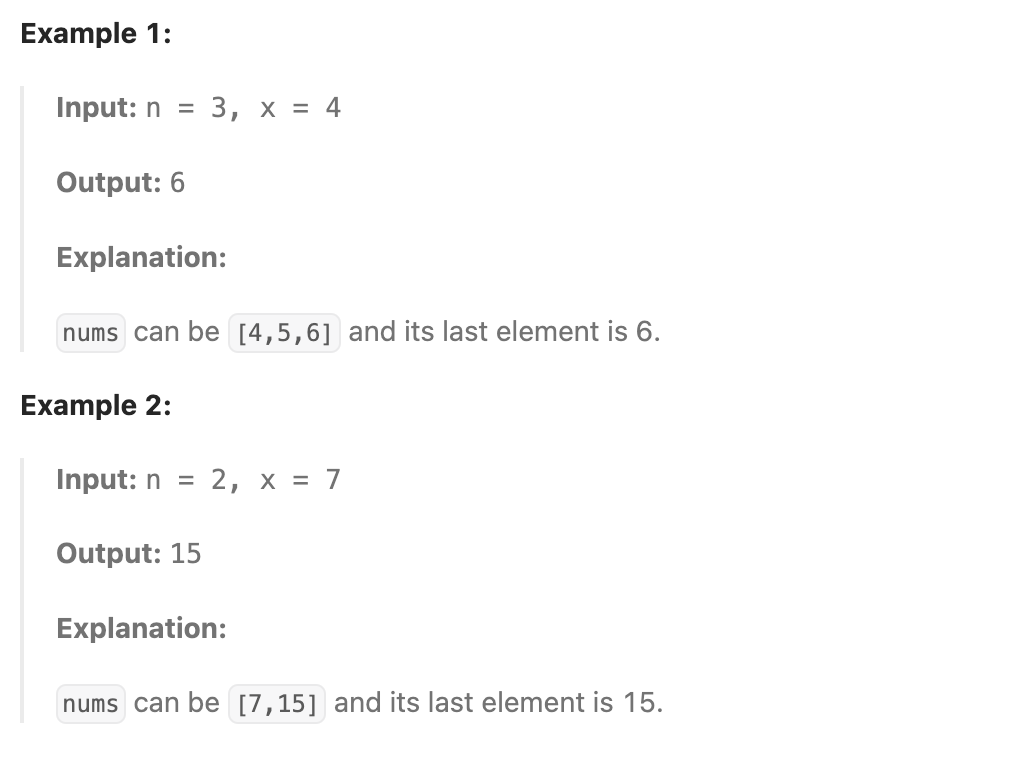 Example 1:
Input: n = 3, x = 4
Output: 6
Explanation:
nums can be [4,5,6] and its last element is 6.
Example 2:
Input: n = 2, x = 7
Output: 15
Explanation:
nums can be [7,15] and its last element is 15.